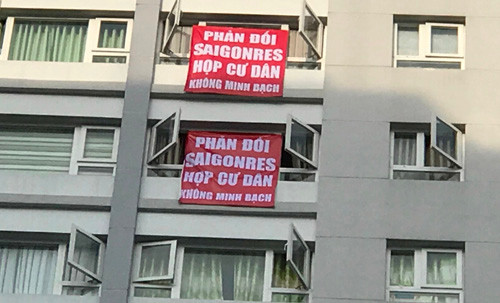 PHẢN ĐỐI
SAIGONRES
HỌP CƯ DÂN
KHÔNG MINH BẠCH
PHẢN ĐỐI
SAIGONRES
HỌP CƯ DÂN
KHÔNG MINH BẠCH